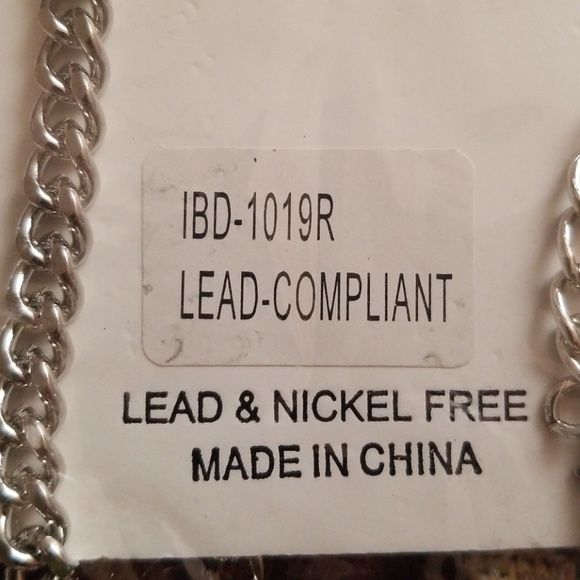 IBD-1019R
LEAD-COMPLIANT
LEAD & NICKEL FREE
MADE IN CHINA